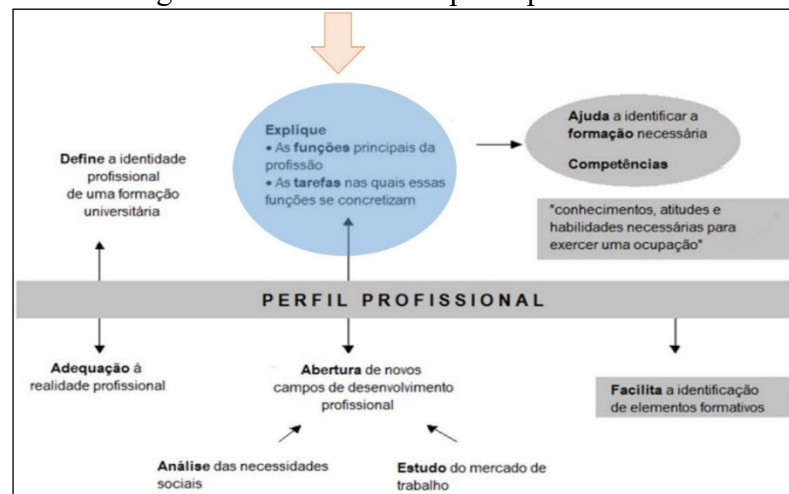 Explique
• As funções principais da
profissão
• As tarefas nas quais essas
funções se concretizam
Ajuda a identificar a
formação necessária
Competências
Define a identidade
profissional
de uma formação
universitária
"conhecimentos, atitudes e
habilidades necessárias para
exercer uma ocupação"
PERFIL PROFISSIONAL
Adequação à
realidade profissional
Abertura de novos
campos de desenvolvimento
profissional
Facilita a identificação
de elementos formativos
Análise das necessidades
sociais
Estudo do mercado de
trabalho